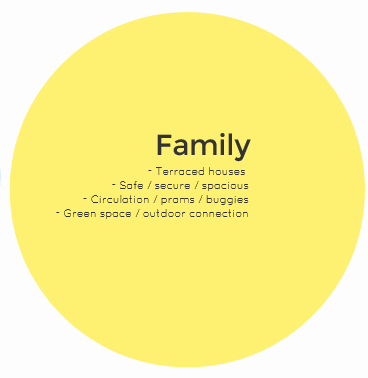 Family
- Terraced houses
- Safe / secure / spacious
- Circulation / prams / buggies
- Green space / outdoor connection